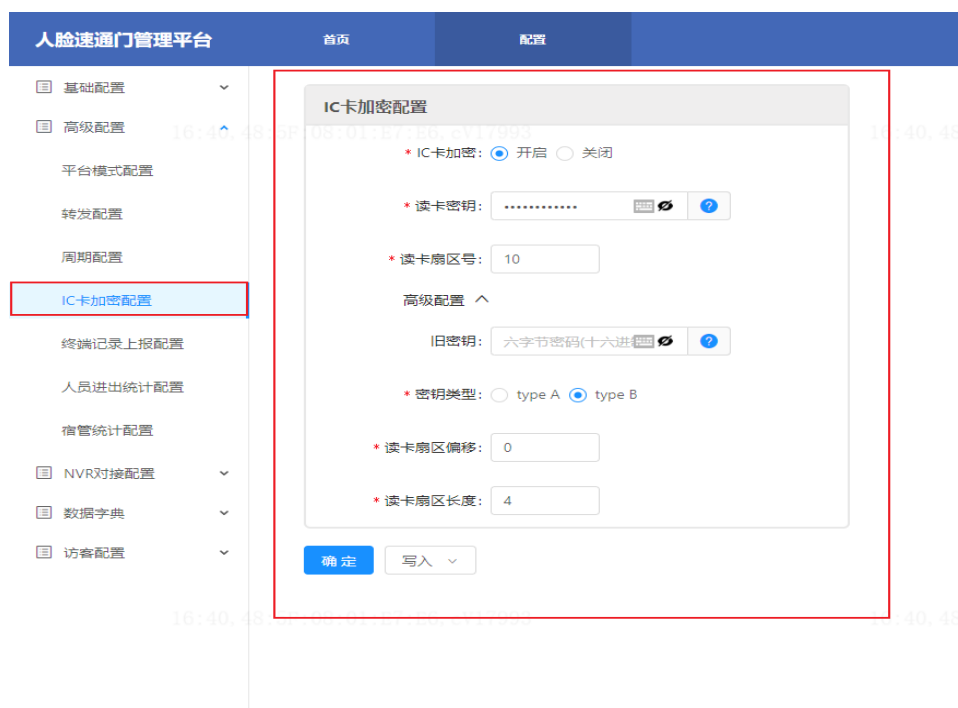 人脸速通门管理平台 首页 配置
基础配置
高级配置
平台模式配置
转发配置
周期配置
IC卡加密配置
终端记录上报配置
人员进出统计配置
宿管统计配置
NVR对接配置
数据字典
访客配置
IC卡加密配置
* IC卡加密: 开启 关闭
* 读卡密钥: ............
* 读卡扇区号: 10
高级配置
旧密钥: 六字节密码(十六进
* 密钥类型: type A type B
* 读卡扇区偏移: 0
* 读卡扇区长度: 4
确定 写入